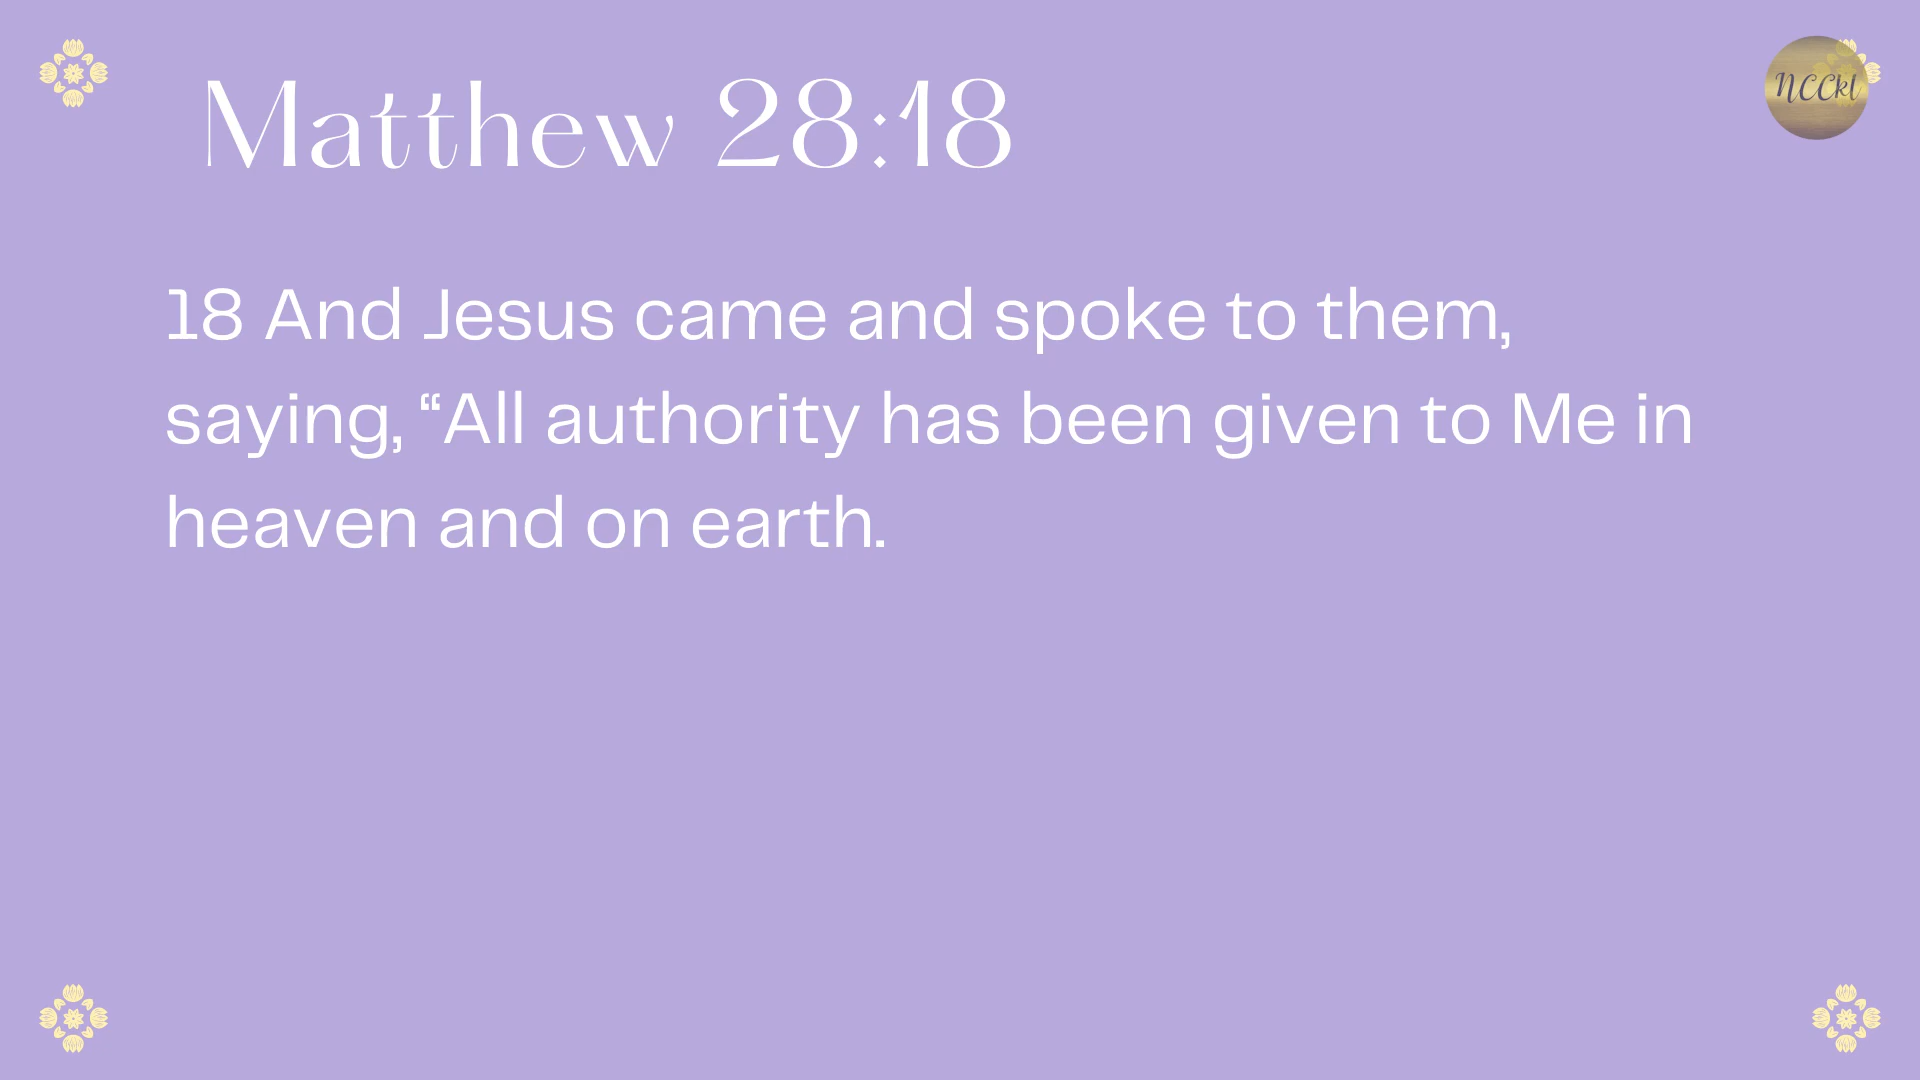 Matthew 28:18
NCCkl
18 And Jesus came and spoke to them,
saying, “All authority has been given to Me in
heaven and on earth.